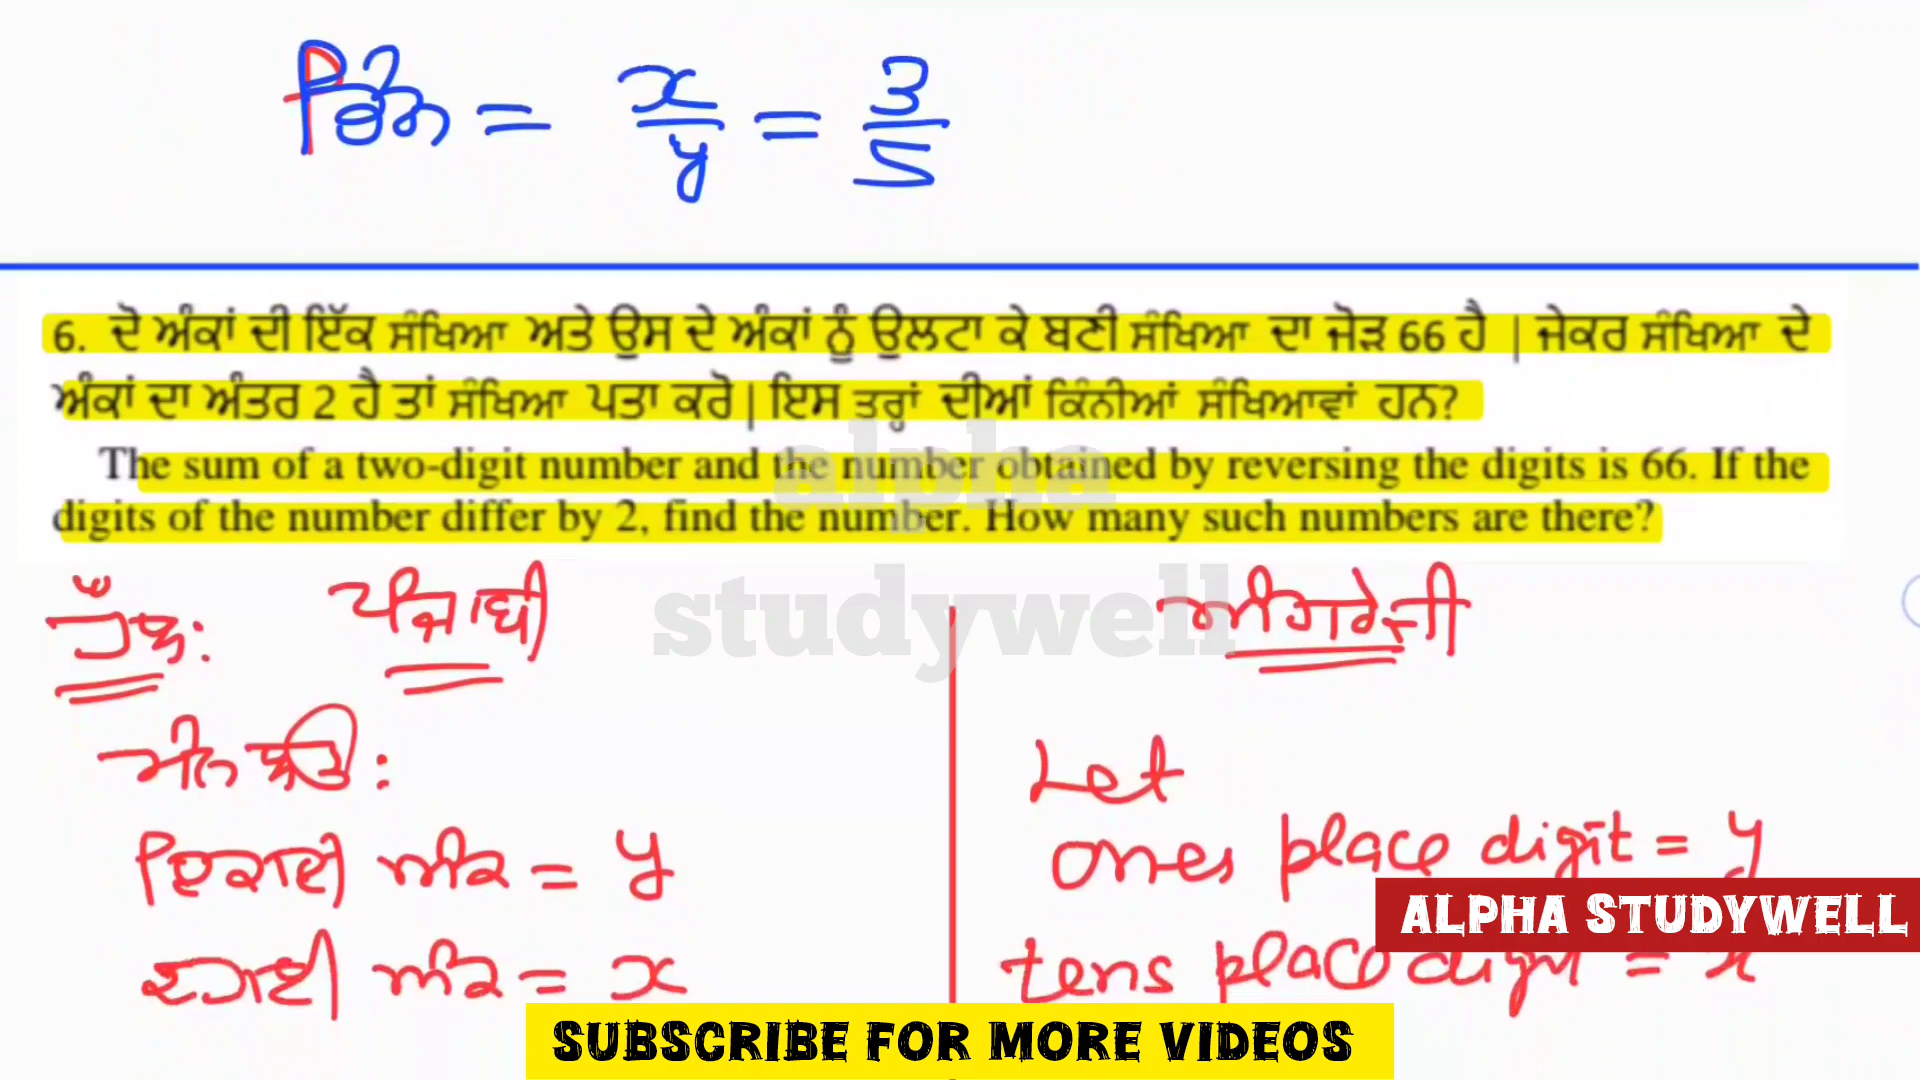 ਭਿੰਨ = x/y = 3/5
6. ਦੋ ਅੰਕਾਂ ਦੀ ਇੱਕ ਸੰਖਿਆ ਅਤੇ ਉਸ ਦੇ ਅੰਕਾਂ ਨੂੰ ਉਲਟਾ ਕੇ ਬਣੀ ਸੰਖਿਆ ਦਾ ਜੋੜ 66 ਹੈ | ਜੇਕਰ ਸੰਖਿਆ ਦੇ
ਅੰਕਾਂ ਦਾ ਅੰਤਰ 2 ਹੈ ਤਾਂ ਸੰਖਿਆ ਪਤਾ ਕਰੋ| ਇਸ ਤਰ੍ਹਾਂ ਦੀਆਂ ਕਿੰਨੀਆਂ ਸੰਖਿਆਵਾਂ ਹਨ?
The sum of a two-digit number and the number obtained by reversing the digits is 66. If the
digits of the number differ by 2, find the number. How many such numbers are there?
alpha
studywell
ਹੱਲ: ਪੰਜਾਬੀ ਅੰਗਰੇਜ਼ੀ
Let
ਇਕਾਈ ਅੰਕ = y
ones place digit = y
ਦਹਾਈ ਅੰਕ = x
tens place digit = x
ALPHA STUDYWELL
SUBSCRIBE FOR MORE VIDEOS